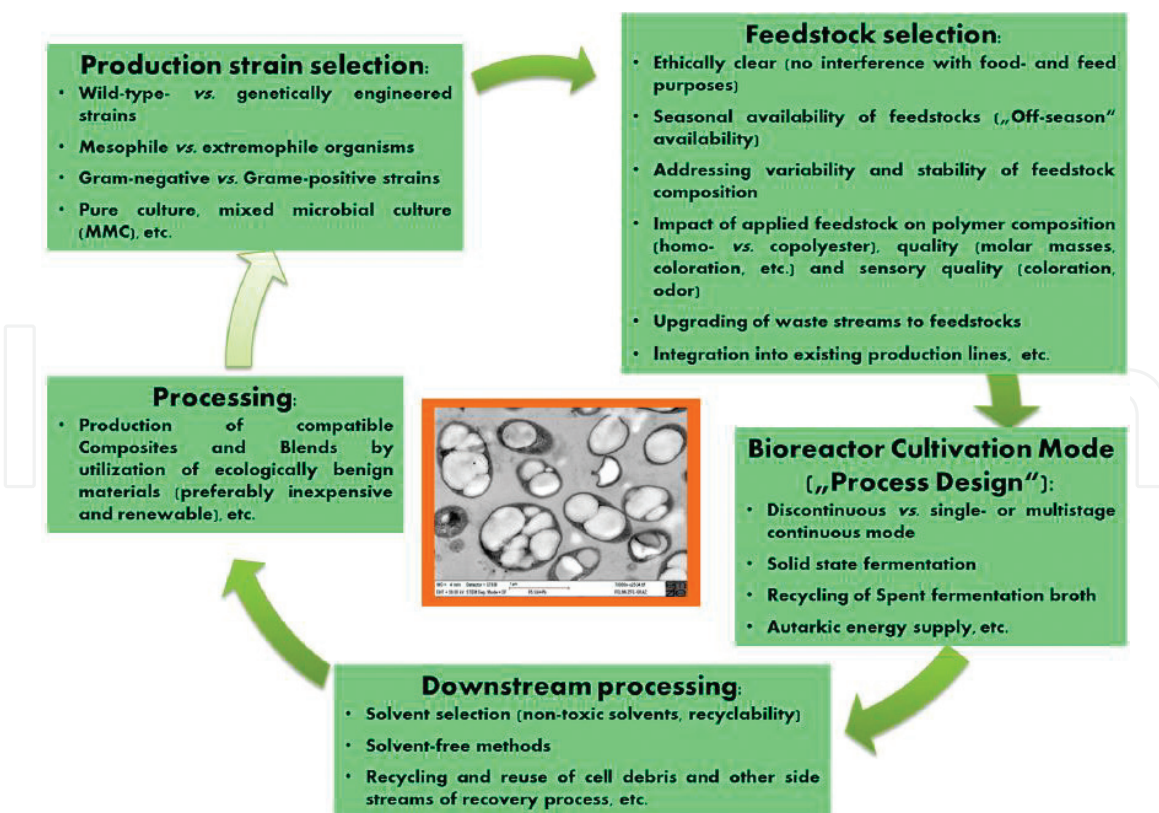 Production strain selection:
• Wild-type- vs. genetically engineered
strains
• Mesophile vs. extremophile organisms
• Gram-negative vs. Grame-positive strains
• Pure culture, mixed microbial culture
(MMC), etc.
Feedstock selection:
• Ethically clear (no interference with food- and feed
purposes)
• Seasonal availability of feedstocks („Off-season“
availability)
• Addressing variability and stability of feedstock
composition
• Impact of applied feedstock on polymer composition
(homo- vs. copolyester), quality (molar masses,
coloration, etc.) and sensory quality (coloration,
odor)
• Upgrading of waste streams to feedstocks
• Integration into existing production lines, etc.
Bioreactor Cultivation Mode
(„Process Design“):
• Discontinuous vs. single- or multistage
continuous mode
• Solid state fermentation
• Recycling of Spent fermentation broth
• Autarkic energy supply, etc.
Downstream processing:
• Solvent selection (non-toxic solvents, recyclability)
• Solvent-free methods
• Recycling and reuse of cell debris and other side
streams of recovery process, etc.
Processing:
• Production of compatible
Composites and Blends by
utilization of ecologically benign
materials (preferably inexpensive
and renewable), etc.